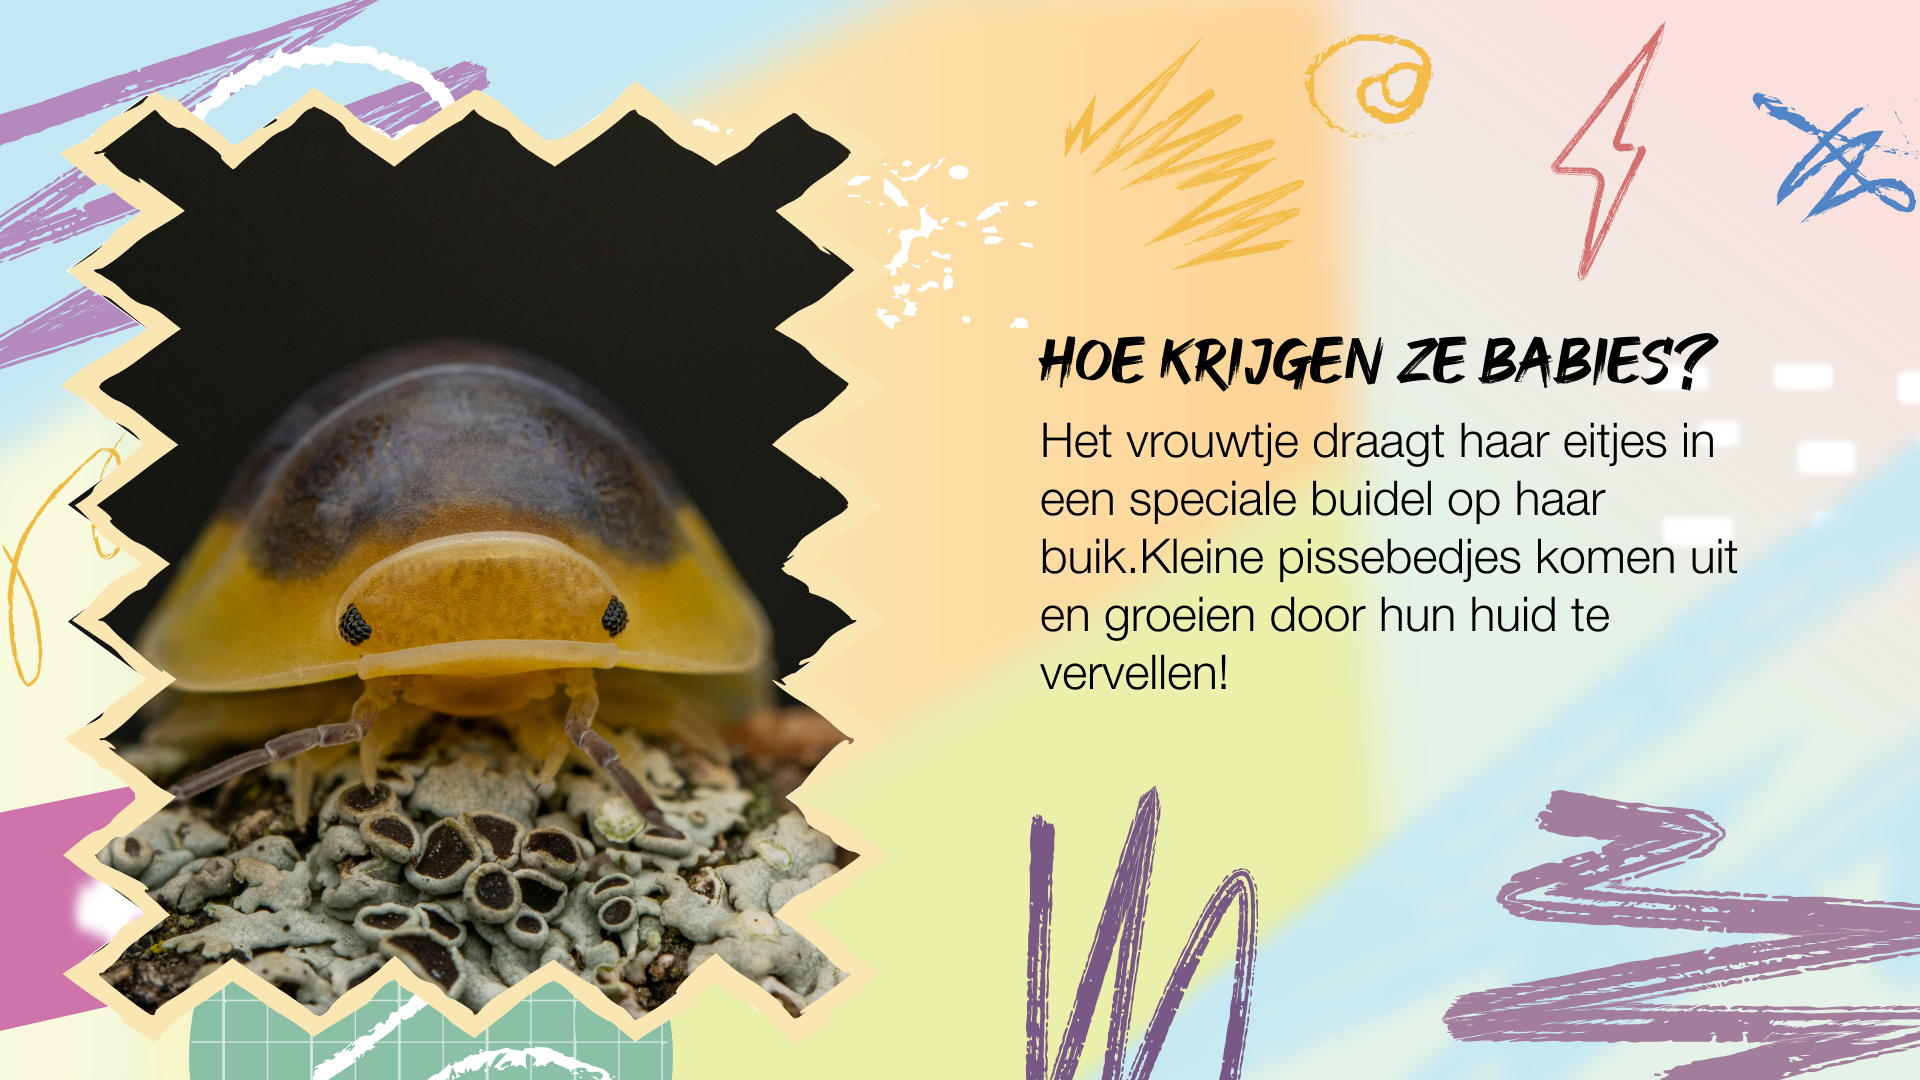 HOE KRIJGEN ZE BABIES?
Het vrouwtje draagt haar eitjes in
een speciale buidel op haar
buik.Kleine pissebedjes komen uit
en groeien door hun huid te
vervellen!